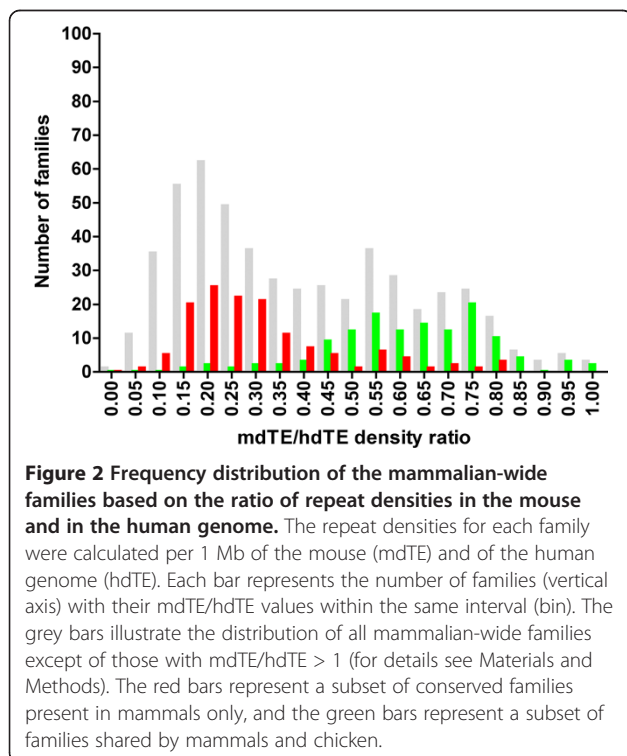 100
90
80
70
60
50
40
30
20
10
0
Number of families
0.00
0.05
0.10
0.15
0.20
0.25
0.30
0.35
0.40
0.45
0.50
0.55
0.60
0.65
0.70
0.75
0.80
0.85
0.90
0.95
1.00
mdTE/hdTE density ratio
Figure 2 Frequency distribution of the mammalian-wide
families based on the ratio of repeat densities in the mouse
and in the human genome. The repeat densities for each family
were calculated per 1 Mb of the mouse (mdTE) and of the human
genome (hdTE). Each bar represents the number of families (vertical
axis) with their mdTE/hdTE values within the same interval (bin). The
grey bars illustrate the distribution of all mammalian-wide families
except of those with mdTE/hdTE > 1 (for details see Materials and
Methods). The red bars represent a subset of conserved families
present in mammals only, and the green bars represent a subset of
families shared by mammals and chicken.